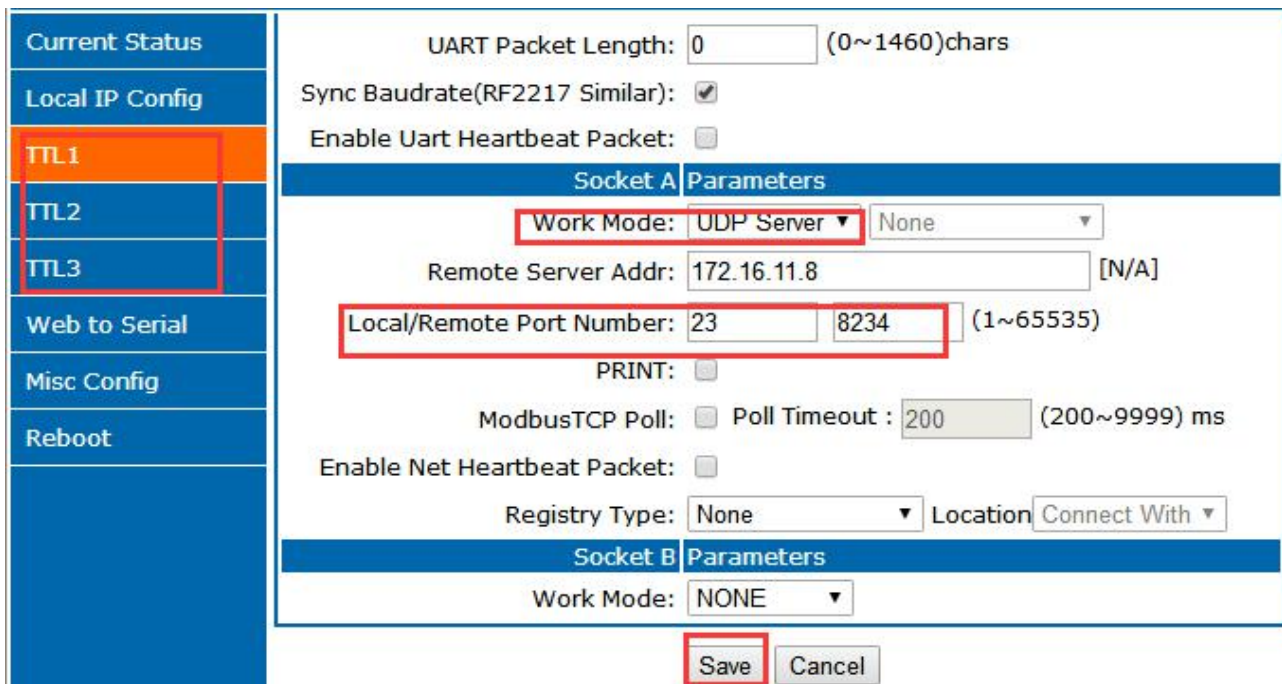 Current Status
Local IP Config
TTL1
TTL2
TTL3
Web to Serial
Misc Config
Reboot
UART Packet Length: 0 (0~1460)chars
Sync Baudrate(RF2217 Similar):
Enable Uart Heartbeat Packet:
Socket A Parameters
Work Mode: UDP Server None
Remote Server Addr: 172.16.11.8 [N/A]
Local/Remote Port Number: 23 8234 (1~65535)
PRINT:
ModbusTCP Poll: Poll Timeout : 200 (200~9999) ms
Enable Net Heartbeat Packet:
Registry Type: None Location Connect With
Socket B Parameters
Work Mode: NONE
Save Cancel